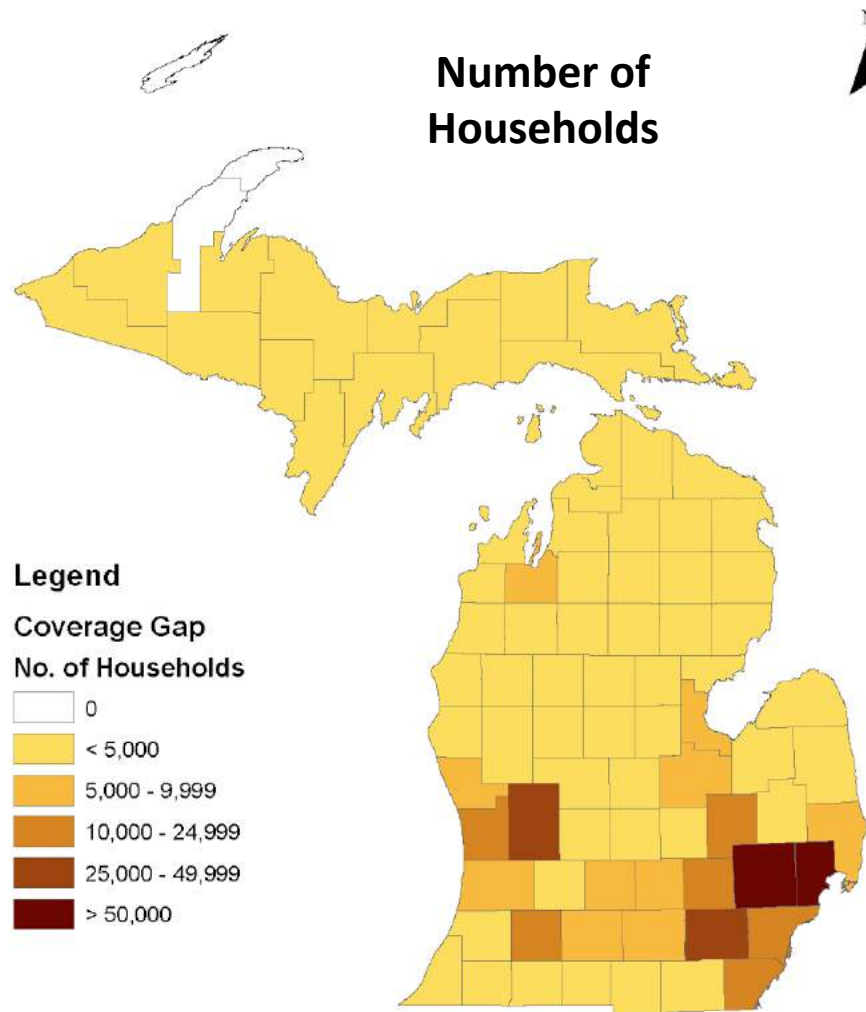 Number of
Households
Legend
Coverage Gap
No. of Households
0
< 5,000
5,000 - 9,999
10,000 - 24,999
25,000 - 49,999
> 50,000